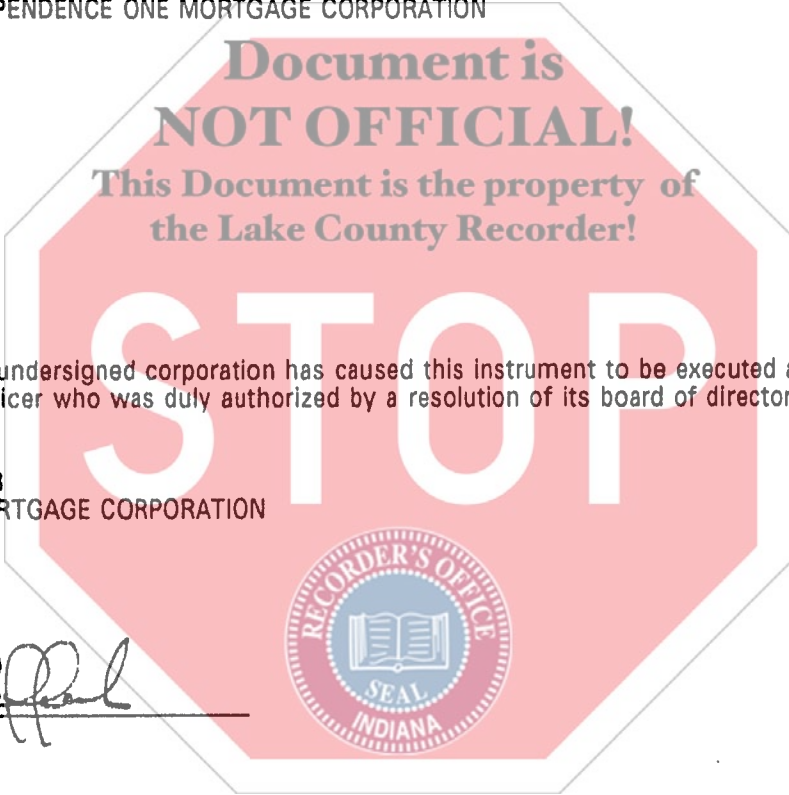 PENDENCE ONE MORTGAGE CORPORATION
Document is
NOT OFFICIAL!
This Document is the property of
the Lake County Recorder!
STOP
undersigned corporation has caused this instrument to be executed a
icer who was duly authorized by a resolution of its board of director
RTGAGE CORPORATION
RECORDER'S OFFICE
SEAL
INDIANA